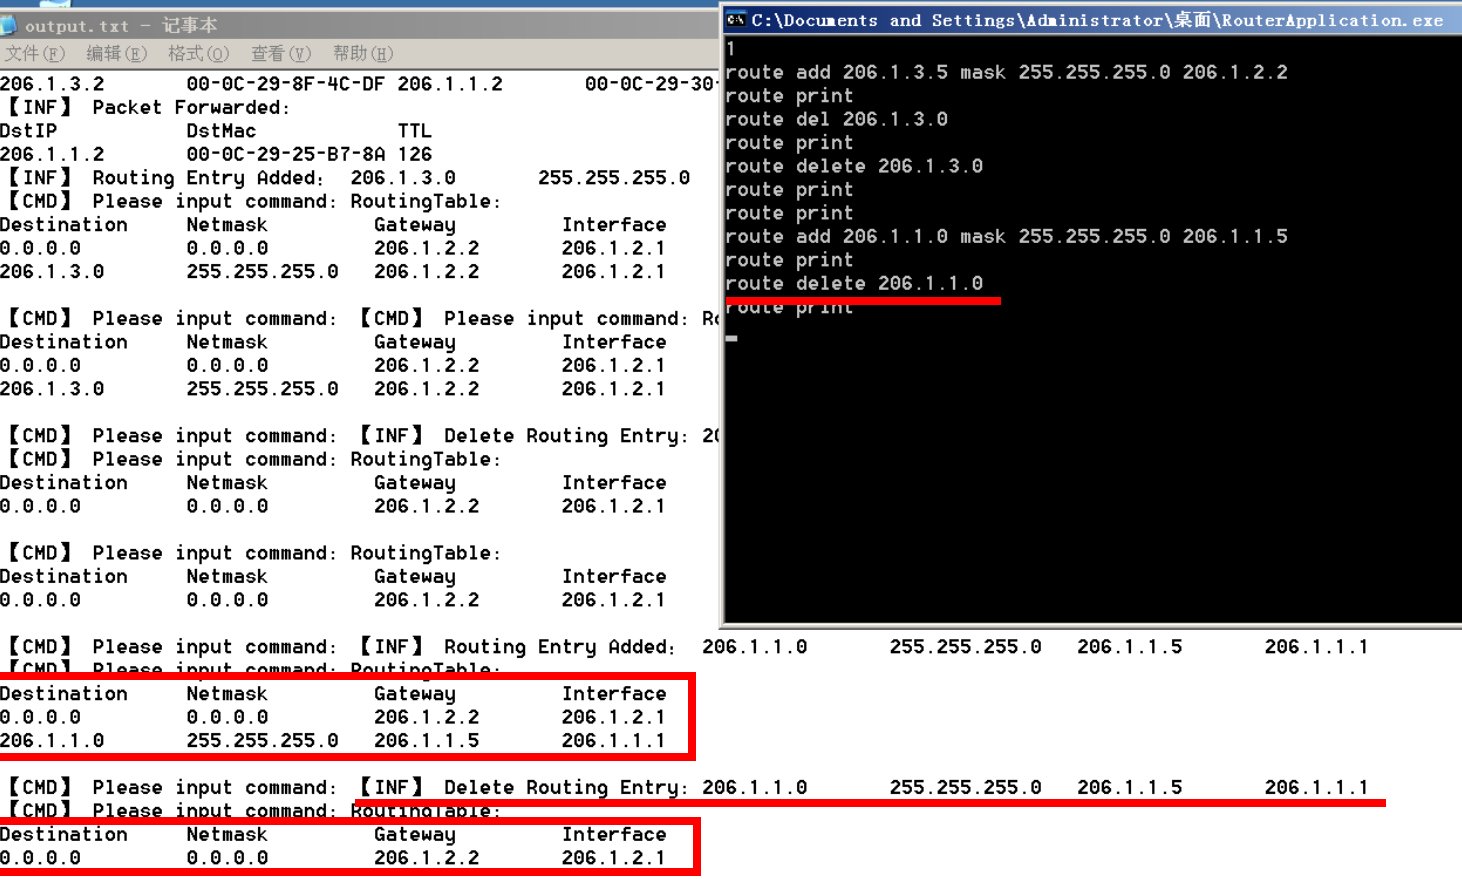 output.txt - 记事本
文件(F) 编辑(E) 格式(O) 查看(V) 帮助(H)
206.1.3.2 00-0C-29-8F-4C-DF 206.1.1.2 00-0C-29-30-
【INF】 Packet Forwarded:
DstIP DstMac TTL
206.1.1.2 00-0C-29-25-B7-8A 126
【INF】 Routing Entry Added: 206.1.3.0 255.255.255.0
【CMD】 Please input command: RoutingTable:
Destination Netmask Gateway Interface
0.0.0.0 0.0.0.0 206.1.2.2 206.1.2.1
206.1.3.0 255.255.255.0 206.1.2.2 206.1.2.1
【CMD】 Please input command: 【CMD】 Please input command: Ro
Destination Netmask Gateway Interface
0.0.0.0 0.0.0.0 206.1.2.2 206.1.2.1
206.1.3.0 255.255.255.0 206.1.2.2 206.1.2.1
【CMD】 Please input command: 【INF】 Delete Routing Entry: 20
【CMD】 Please input command: RoutingTable:
Destination Netmask Gateway Interface
0.0.0.0 0.0.0.0 206.1.2.2 206.1.2.1
【CMD】 Please input command: RoutingTable:
Destination Netmask Gateway Interface
0.0.0.0 0.0.0.0 206.1.2.2 206.1.2.1
【CMD】 Please input command: 【INF】 Routing Entry Added: 206.1.1.0 255.255.255.0 206.1.1.5 206.1.1.1
【CMD】 Please input command: RoutingTable:
Destination Netmask Gateway Interface
0.0.0.0 0.0.0.0 206.1.2.2 206.1.2.1
206.1.1.0 255.255.255.0 206.1.1.5 206.1.1.1
【CMD】 Please input command: 【INF】 Delete Routing Entry: 206.1.1.0 255.255.255.0 206.1.1.5 206.1.1.1
【CMD】 Please input command: RoutingTable:
Destination Netmask Gateway Interface
0.0.0.0 0.0.0.0 206.1.2.2 206.1.2.1
C:\Documents and Settings\Administrator\桌面\RouterApplication.exe
1
route add 206.1.3.5 mask 255.255.255.0 206.1.2.2
route print
route del 206.1.3.0
route print
route delete 206.1.3.0
route print
route print
route add 206.1.1.0 mask 255.255.255.0 206.1.1.5
route print
route delete 206.1.1.0
route print